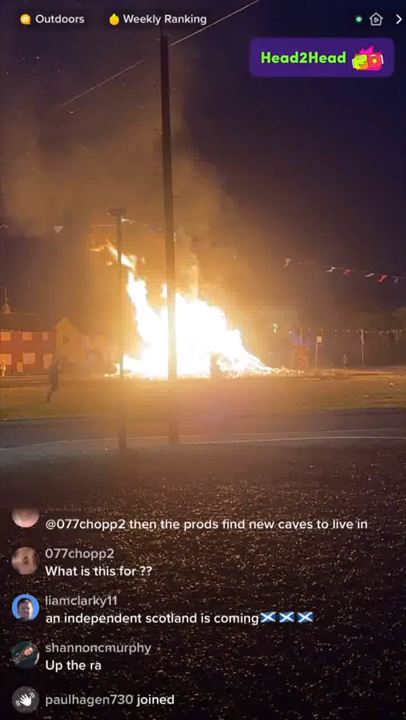 Outdoors
Weekly Ranking
Head2Head
@077chopp2 then the prods find new caves to live in
077chopp2
What is this for ??
liamclarky11
an independent scotland is coming🏴󠁧󠁢󠁳󠁣󠁴󠁿🏴󠁧󠁢󠁳󠁣󠁴󠁿🏴󠁧󠁢󠁳󠁣󠁴󠁿
shannoncmurphy
Up the ra
paulhagen730 joined